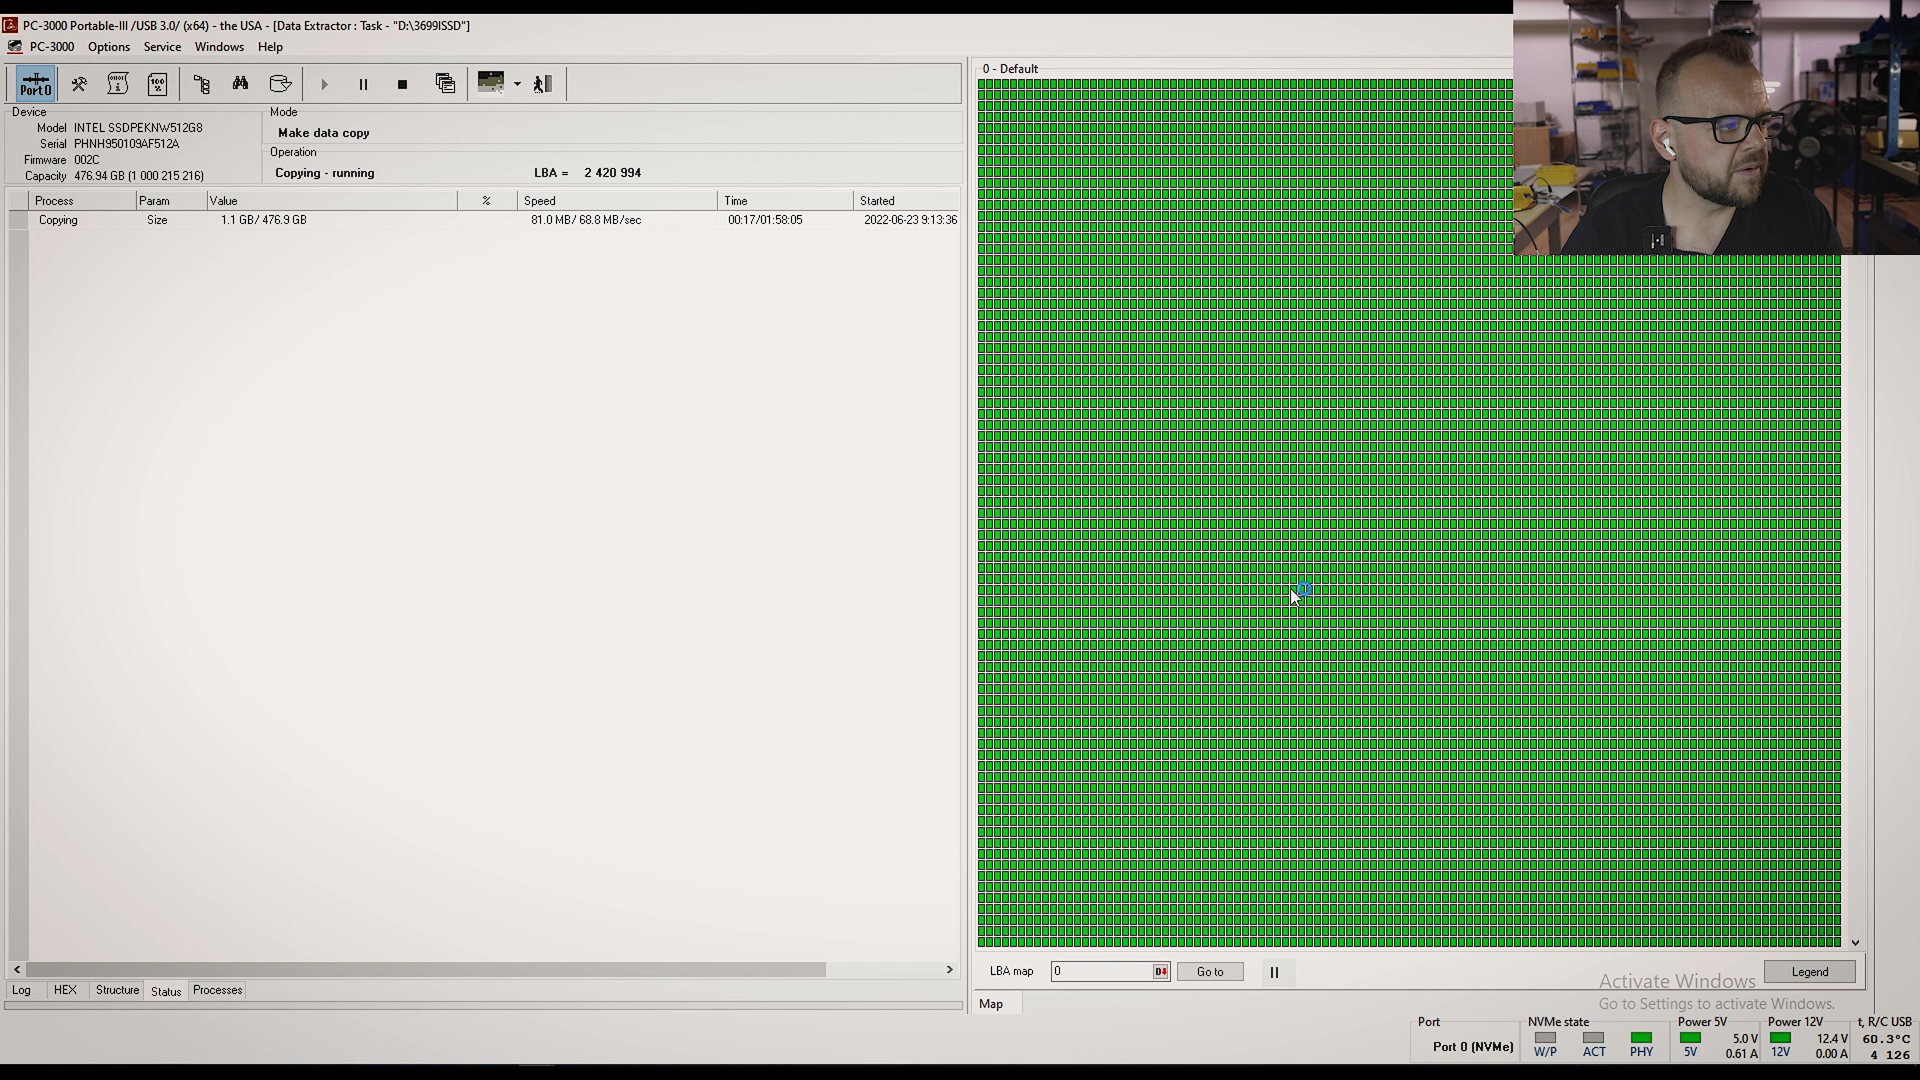 PC-3000 Portable-III /USB 3.0/ (x64) - the USA - [Data Extractor : Task - "D:\3699ISSD"]
PC-3000 Options Service Windows Help
Port 0
100 %
Device
Model INTEL SSDPEKNW512G8
Serial PHNH950109AF512A
Firmware 002C
Capacity 476.94 GB (1 000 215 216)
Mode
Make data copy
Operation
Copying - running LBA = 2 420 994
Process Param Value % Speed Time Started
Copying Size 1.1 GB/ 476.9 GB 81.0 MB/ 68.8 MB/sec 00:17/01:58:05 2022-06-23 9:13:36
Log HEX Structure Status Processes
0 - Default
LBA map 0 Go to Legend
Map
Activate Windows
Go to Settings to activate Windows.
Port
Port 0 (NVMe)
NVMe state
W/P ACT PHY
Power 5V
5.0 V
5V 0.61 A
Power 12V
12.4 V
12V 0.00 A
t, R/C USB
60.3°C
4 126